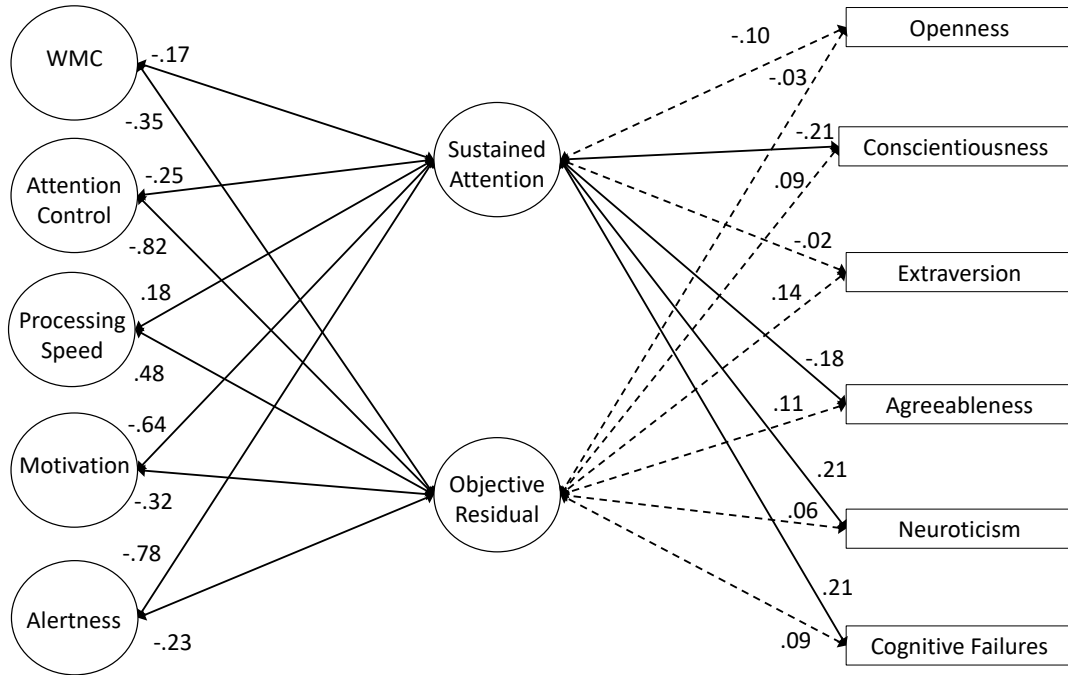 WMC
Attention
Control
Processing
Speed
Motivation
Alertness
-.17
-.35
-.25
-.82
.18
.48
-.64
-.32
-.78
-.23
Sustained
Attention
Objective
Residual
-.10
-.03
-.21
.09
-.02
.14
-.18
.11
.21
.06
.21
.09
Openness
Conscientiousness
Extraversion
Agreeableness
Neuroticism
Cognitive Failures